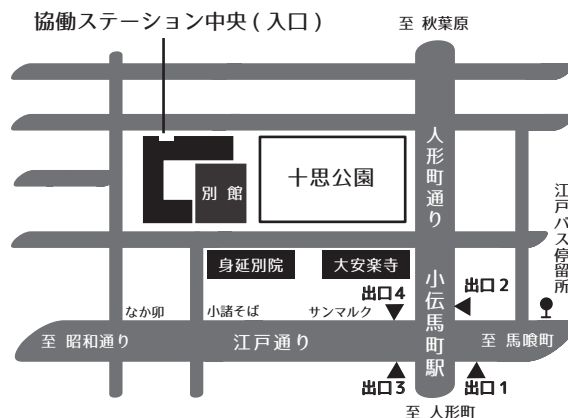 協働ステーション中央 ( 入口 )
至 秋葉原
人形町通り
別 館
十思公園
江戸バス停留所
身延別院
大安楽寺
小伝馬町駅
出口2
出口4
なか卯
小諸そば
サンマルク
至 昭和通り
江戸通り
至 馬喰町
出口3
出口1
至 人形町